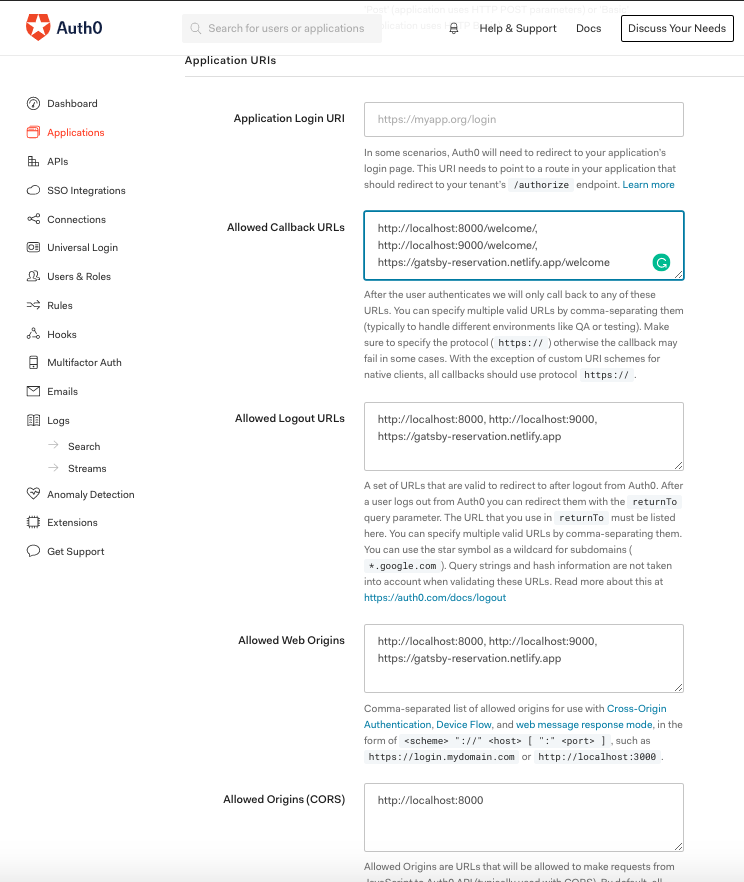 'Post' (application uses HTTP POST parameters) or 'Basic'
Auth0
Search for users or applications
Help & Support
Docs
Discuss Your Needs
Application URIs
Dashboard
Applications
APIs
SSO Integrations
Connections
Universal Login
Users & Roles
Rules
Hooks
Multifactor Auth
Emails
Logs
Search
Streams
Anomaly Detection
Extensions
Get Support
Application Login URI
https://myapp.org/login
In some scenarios, Auth0 will need to redirect to your application's
login page. This URI needs to point to a route in your application that
should redirect to your tenant's /authorize endpoint. Learn more
Allowed Callback URLs
http://localhost:8000/welcome/,
http://localhost:9000/welcome/,
https://gatsby-reservation.netlify.app/welcome
After the user authenticates we will only call back to any of these
URLs. You can specify multiple valid URLs by comma-separating them
(typically to handle different environments like QA or testing). Make
sure to specify the protocol ( https:// ) otherwise the callback may
fail in some cases. With the exception of custom URI schemes for
native clients, all callbacks should use protocol https:// .
Allowed Logout URLs
http://localhost:8000, http://localhost:9000,
https://gatsby-reservation.netlify.app
A set of URLs that are valid to redirect to after logout from Auth0. After
a user logs out from Auth0 you can redirect them with the returnTo
query parameter. The URL that you use in returnTo must be listed
here. You can specify multiple valid URLs by comma-separating them.
You can use the star symbol as a wildcard for subdomains (
*.google.com ). Query strings and hash information are not taken
into account when validating these URLs. Read more about this at
https://auth0.com/docs/logout
Allowed Web Origins
http://localhost:8000, http://localhost:9000,
https://gatsby-reservation.netlify.app
Comma-separated list of allowed origins for use with Cross-Origin
Authentication, Device Flow, and web message response mode, in the
form of <scheme> "://" <host> [ ":" <port> ] , such as
https://login.mydomain.com or http://localhost:3000 .
Allowed Origins (CORS)
http://localhost:8000
Allowed Origins are URLs that will be allowed to make requests from
JavaScript to Auth0 API (typically used with CORS). By default, all